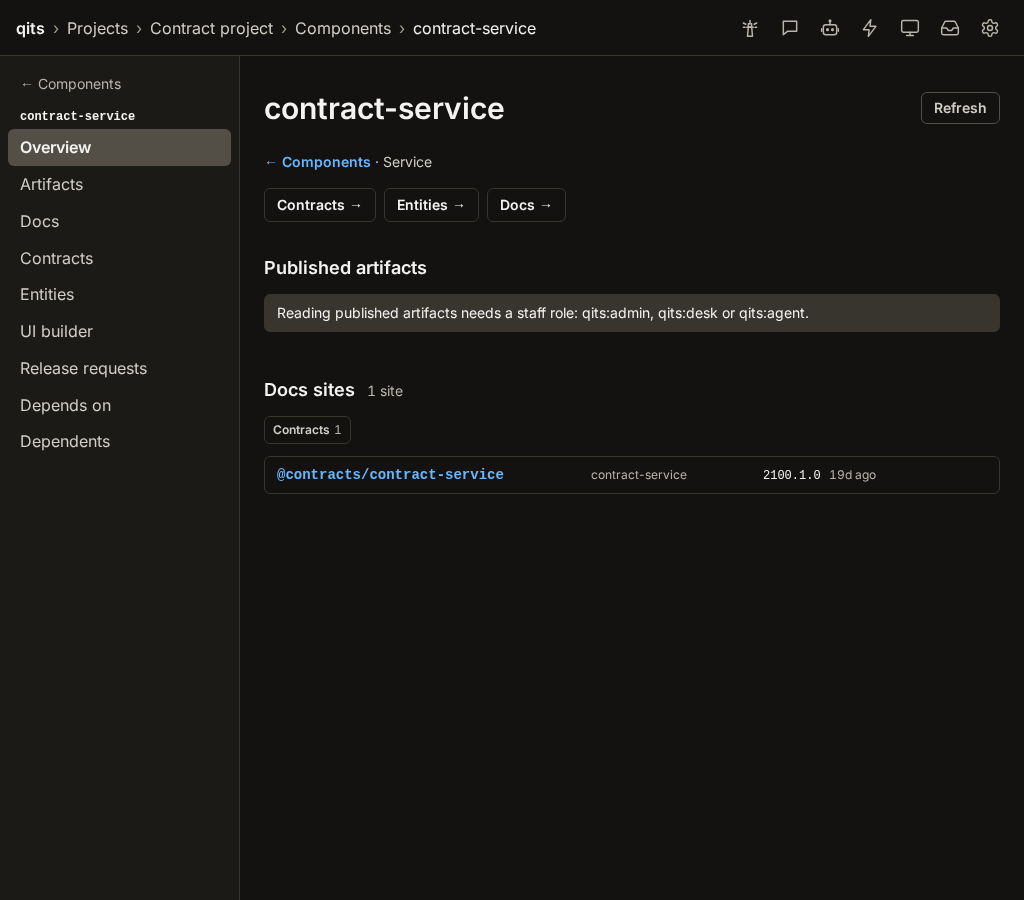 qits › Projects › Contract project › Components › contract-service
← Components
contract-service
Overview
Artifacts
Docs
Contracts
Entities
UI builder
Release requests
Depends on
Dependents
contract-service
Refresh
← Components · Service
Contracts → Entities → Docs →
Published artifacts
Reading published artifacts needs a staff role: qits:admin, qits:desk or qits:agent.
Docs sites 1 site
Contracts 1
@contracts/contract-service contract-service 2100.1.0 19d ago